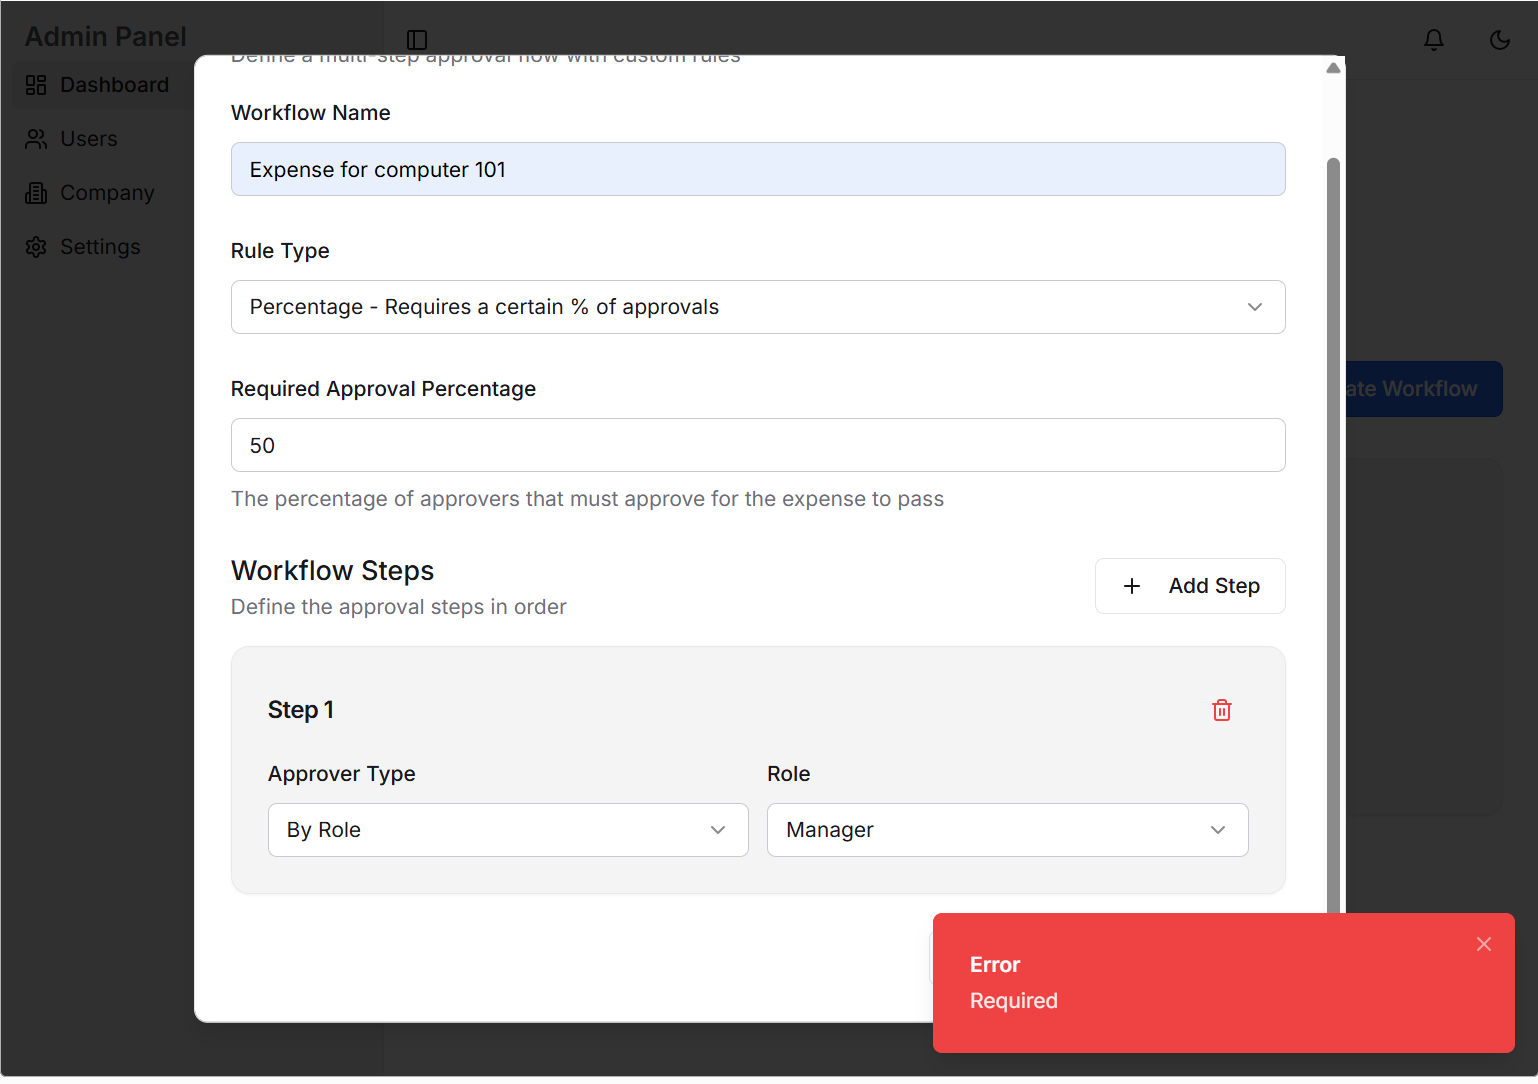 Admin Panel
Dashboard
Users
Company
Settings
Define a multi-step approval flow with custom rules
Workflow Name
Expense for computer 101
Rule Type
Percentage - Requires a certain % of approvals
Required Approval Percentage
50
The percentage of approvers that must approve for the expense to pass
ate Workflow
Workflow Steps
Define the approval steps in order
Add Step
Step 1
Approver Type
Role
By Role
Manager
Error
Required